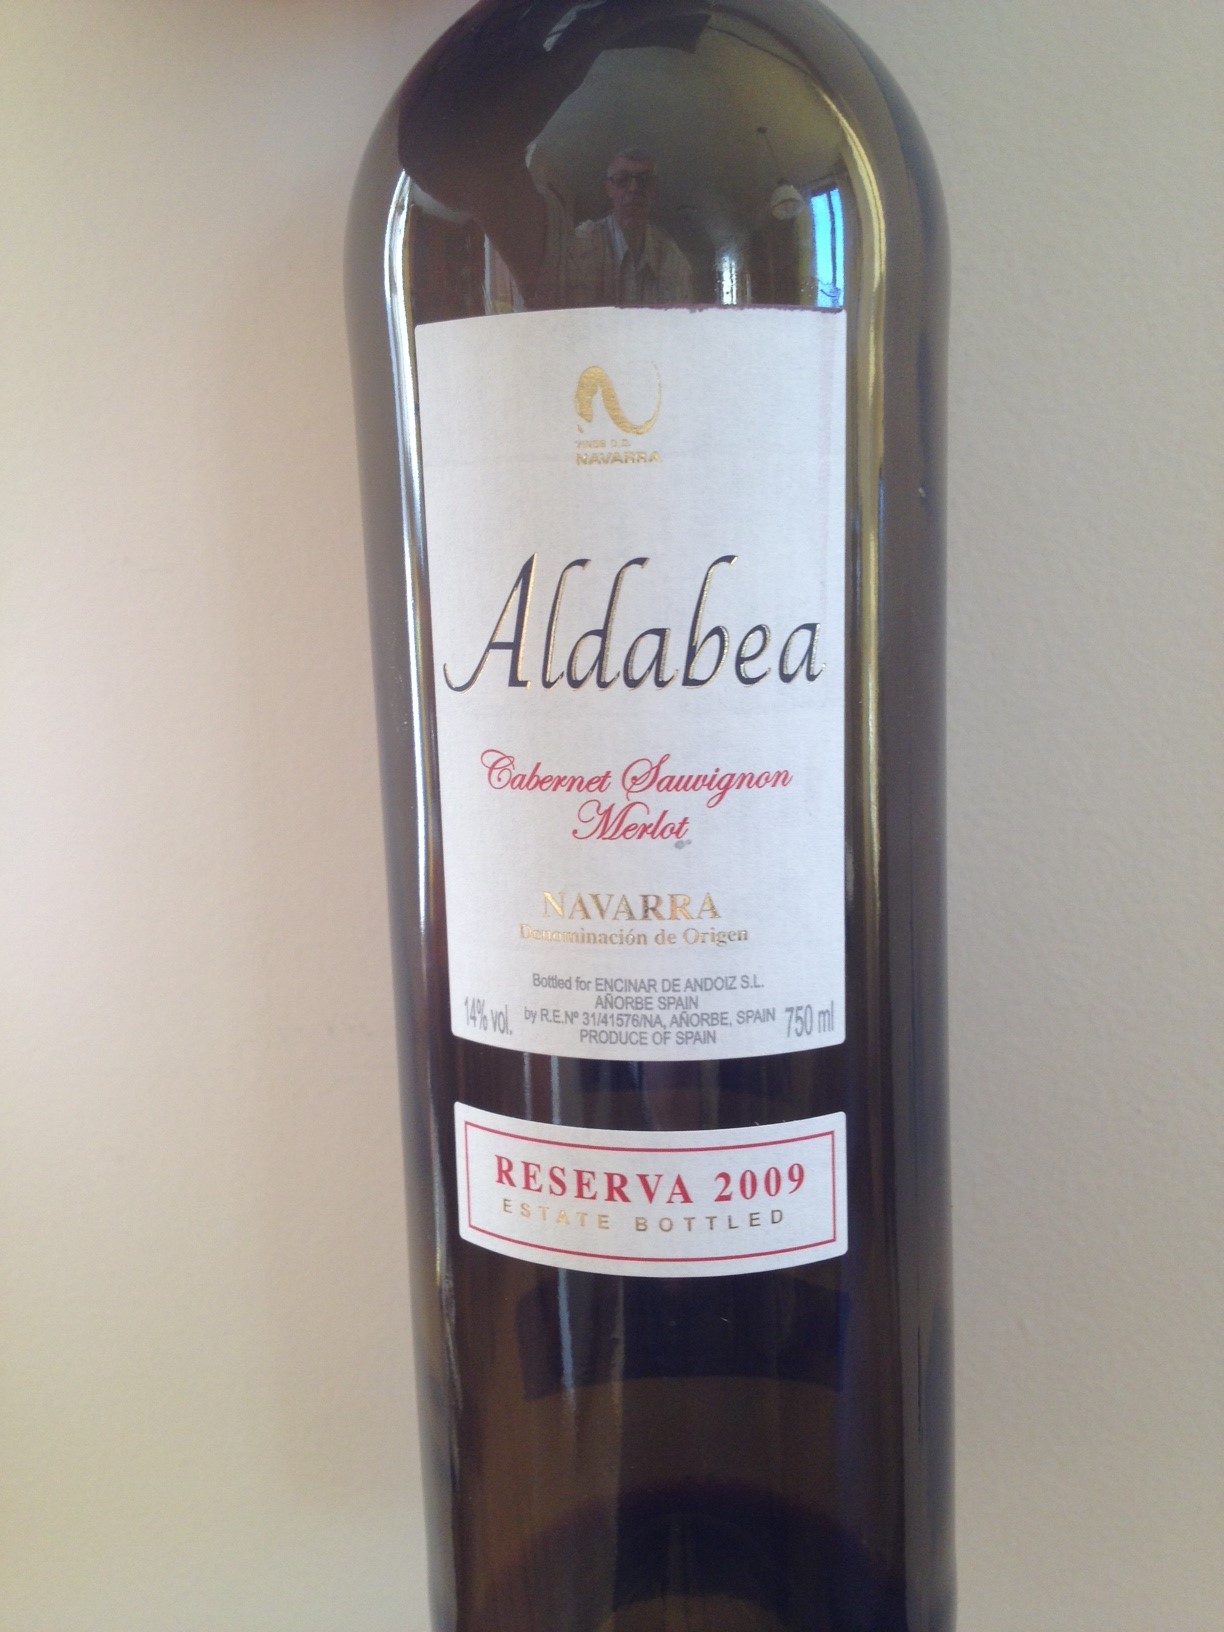 VINOS D.O.
NAVARRA
Aldabea
Cabernet Sauvignon
Merlot
NAVARRA
Denominación de Origen
Bottled for ENCINAR DE ANDOIZ S.L.
AÑORBE SPAIN
14% vol. by R.E.Nº 31/41576/NA, AÑORBE, SPAIN 750 ml
PRODUCE OF SPAIN
RESERVA 2009
ESTATE BOTTLED